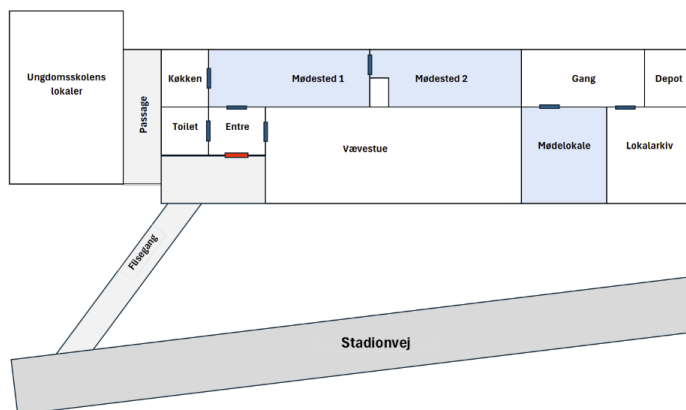 Ungdomsskolens
lokaler
Passage
Køkken
Mødested 1
Mødested 2
Gang
Depot
Toilet
Entre
Vævestue
Mødelokale
Lokalarkiv
Flisegang
Stadionvej